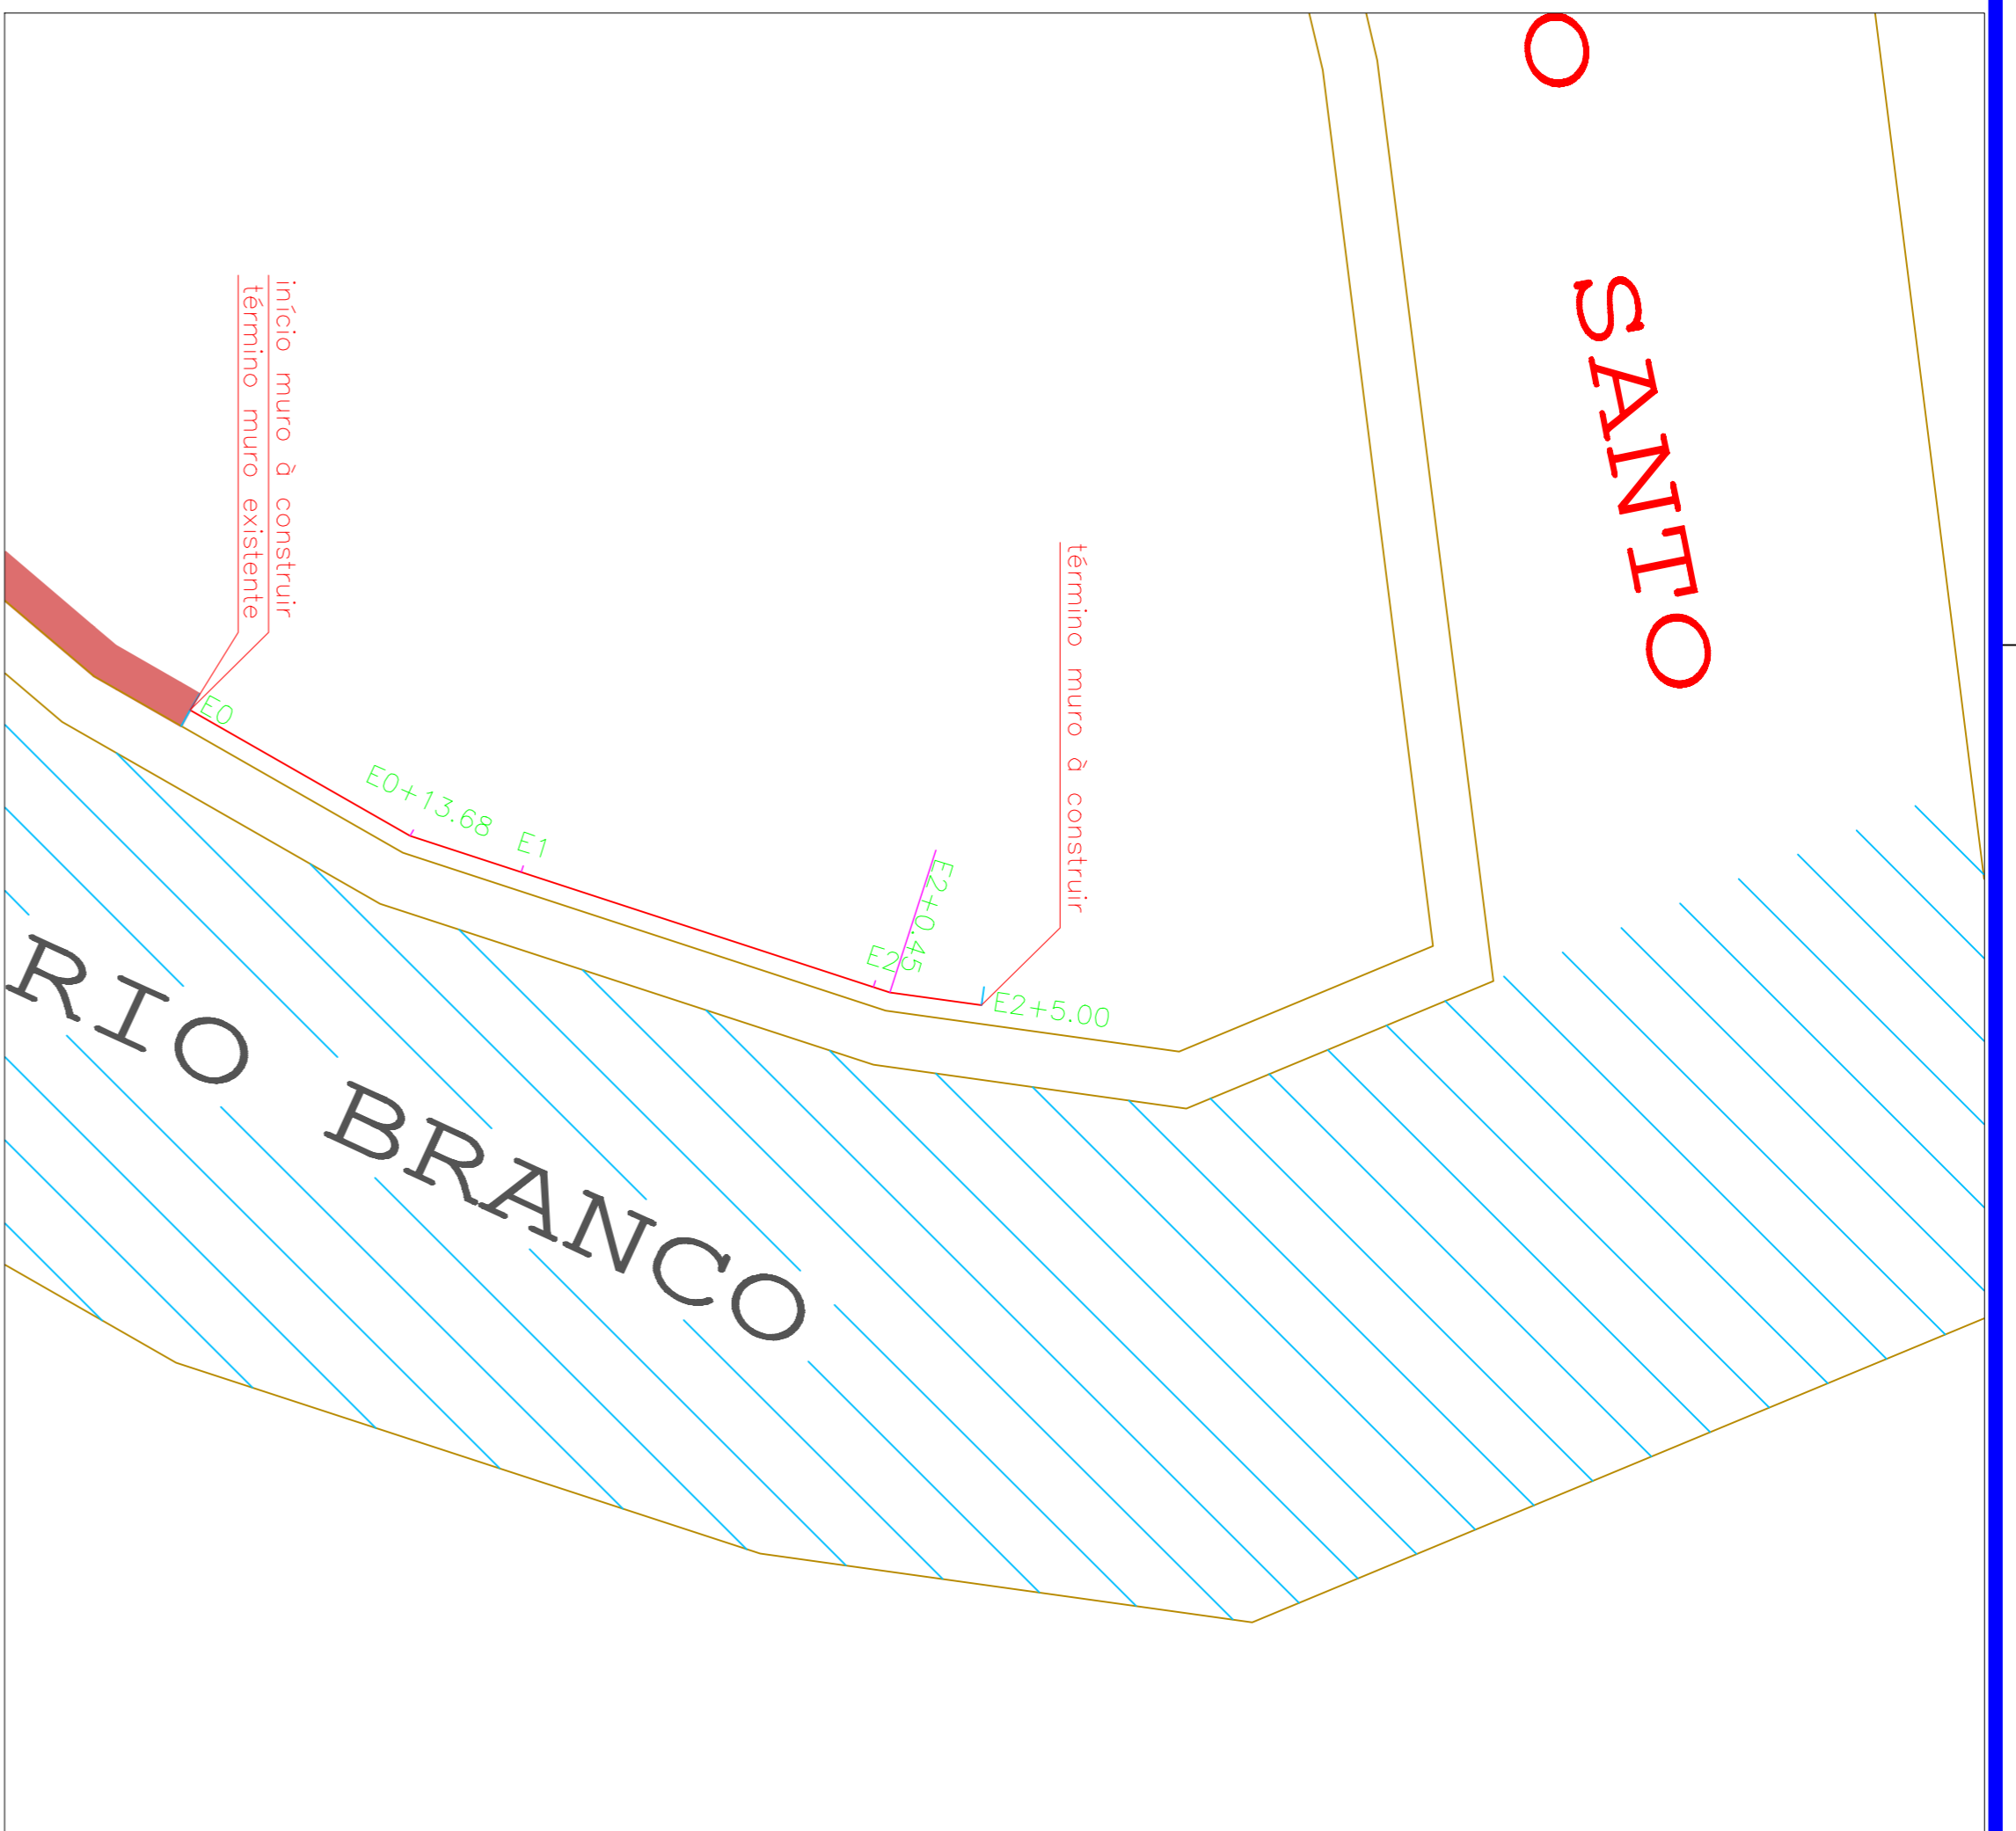 O SANTO
início muro à construir
término muro existente
término muro à construir
E0
E0+13.68
E1
E2
E2+0.45
E2+5.00
RIO BRANCO